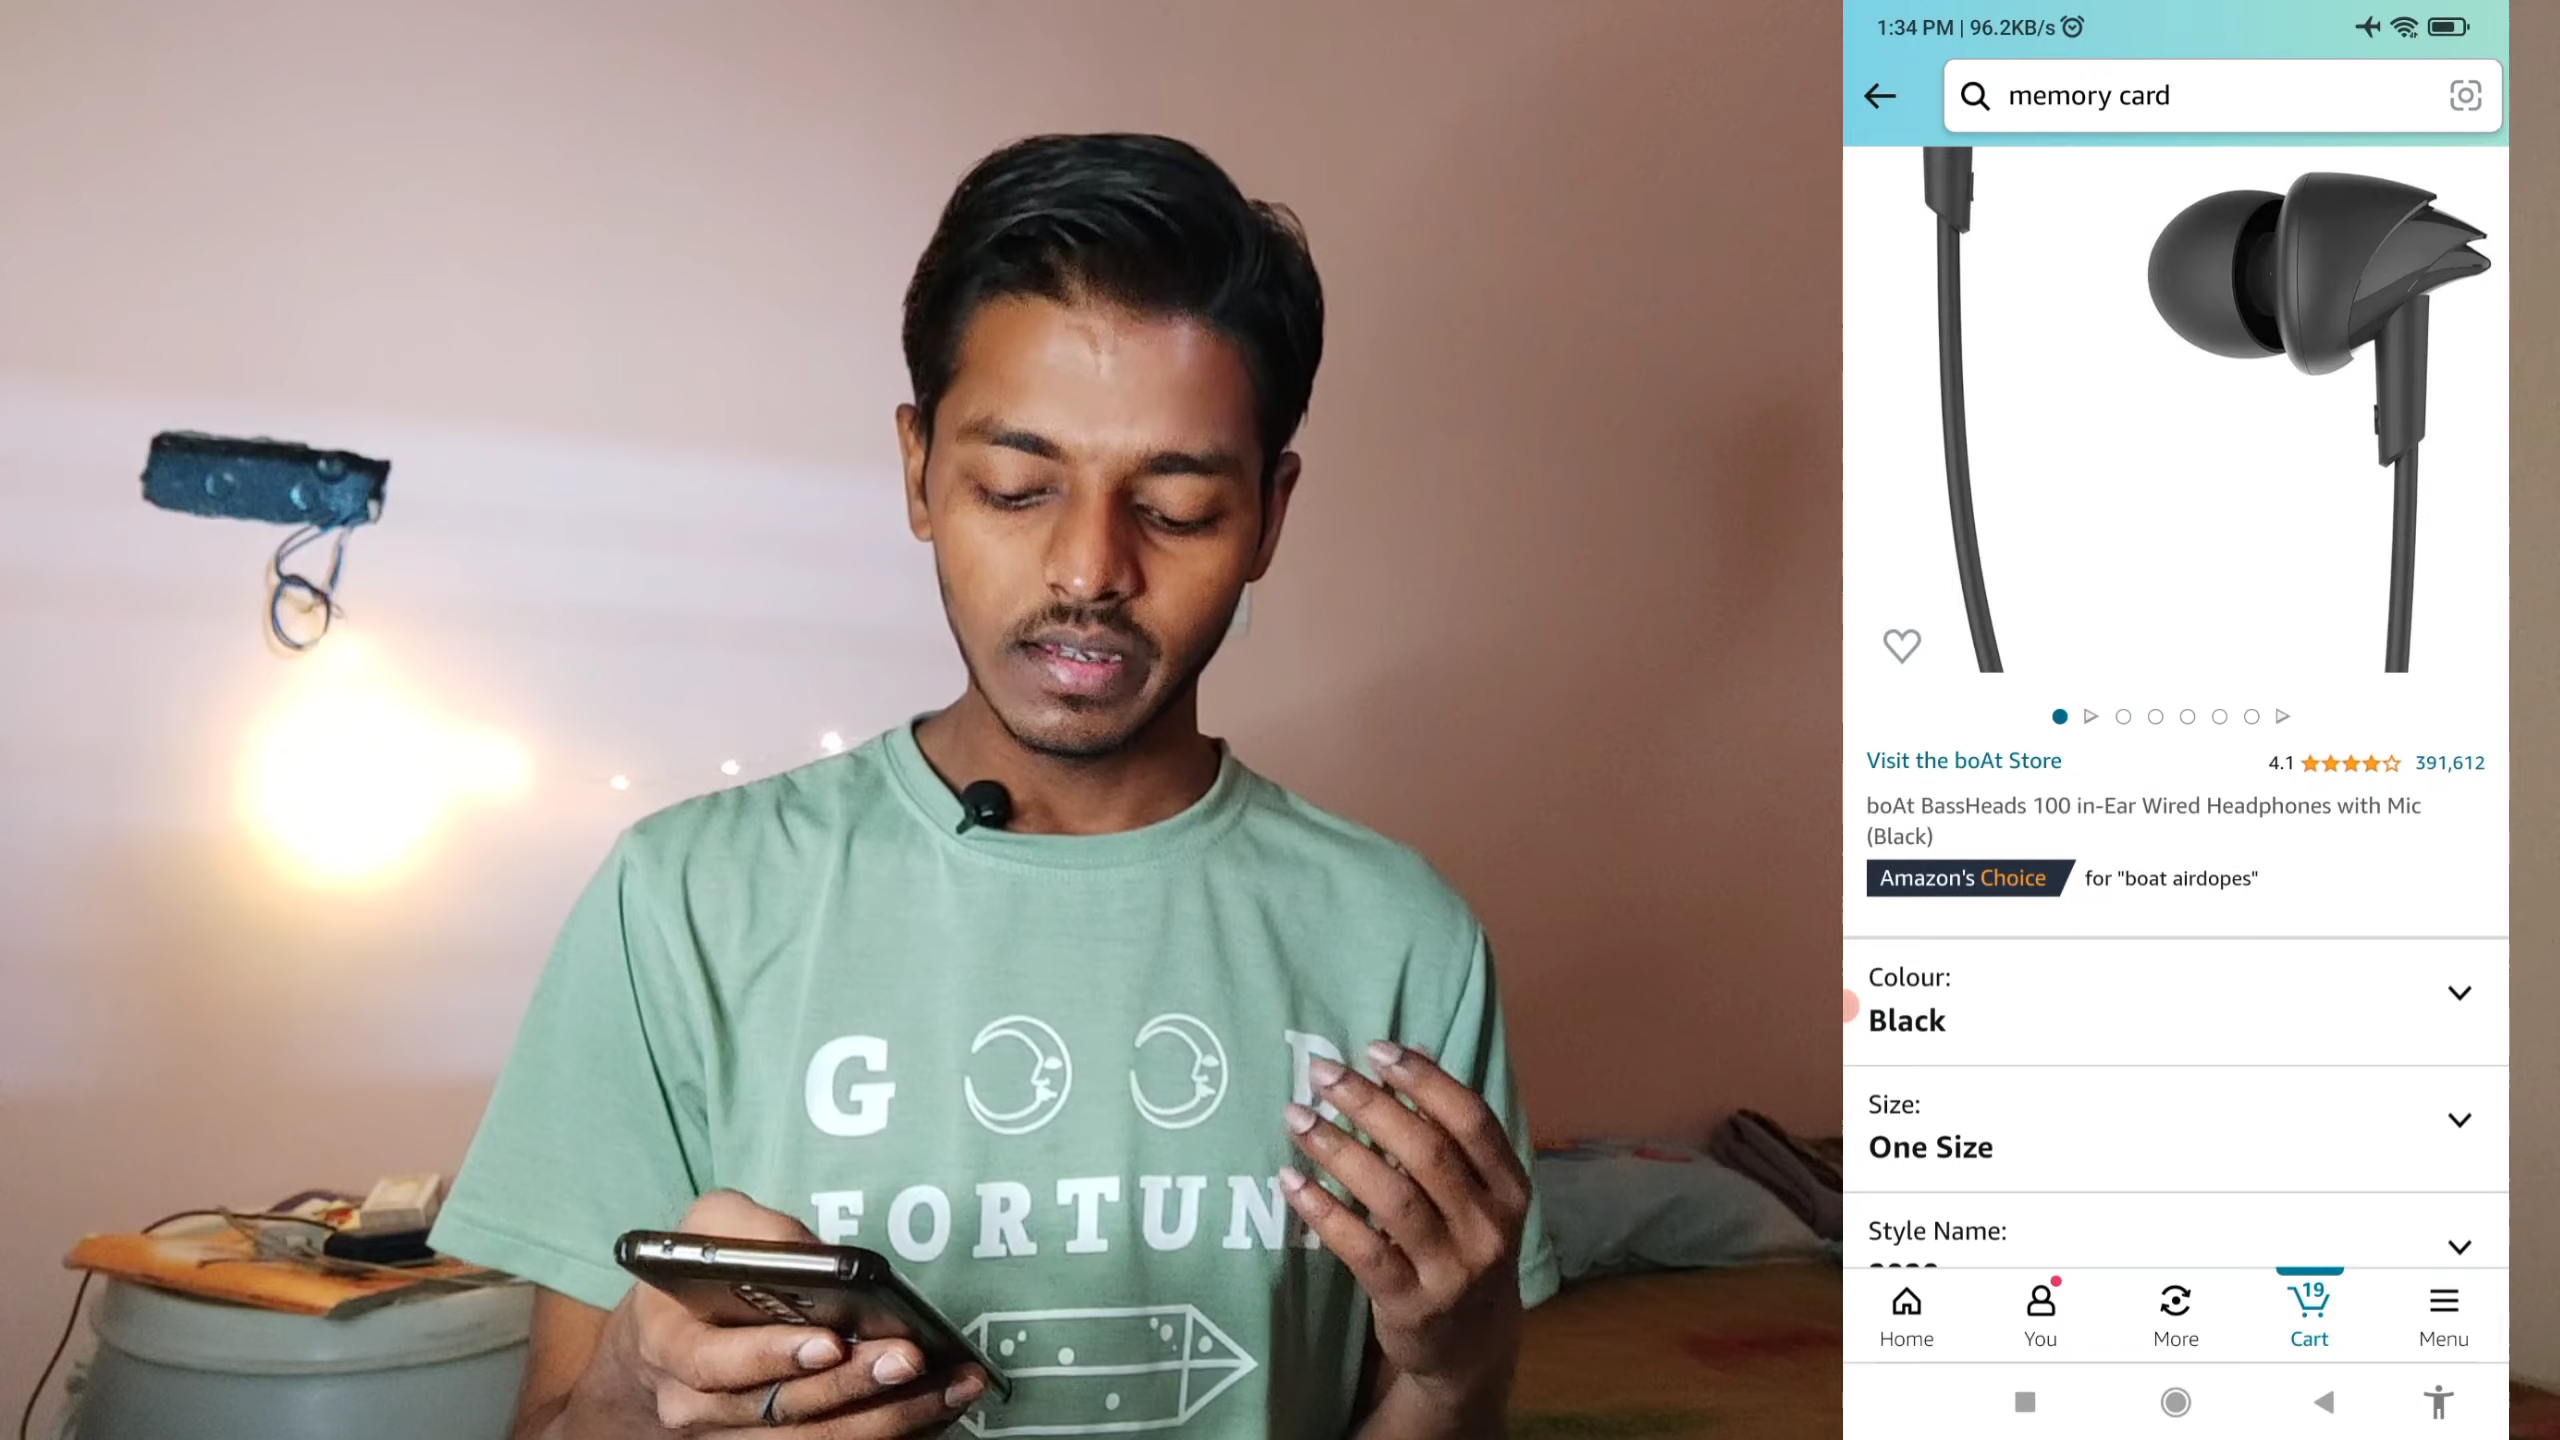 G D
FORTUN
1:34 PM | 96.2KB/s
memory card
Visit the boAt Store
4.1 391,612
boAt BassHeads 100 in-Ear Wired Headphones with Mic
(Black)
Amazon's Choice for "boat airdopes"
Colour:
Black
Size:
One Size
Style Name:
19
Home You More Cart Menu